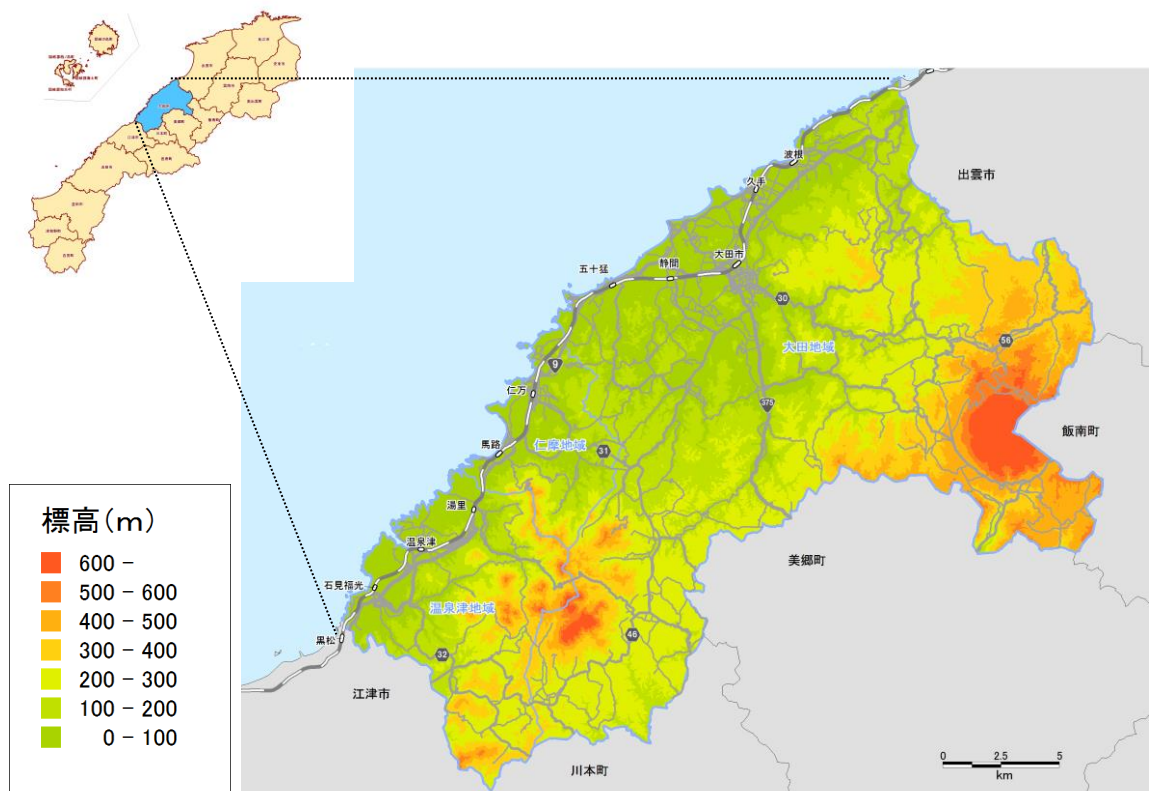 出雲市
波根
久手
大田市
静間
五十猛
30
大田地域
56
9
仁万
375
飯南町
仁摩地域
31
馬路
湯里
温泉津
美郷町
石見福光
温泉津地域
黒松
46
32
江津市
川本町
標高(m)
600 -
500 - 600
400 - 500
300 - 400
200 - 300
100 - 200
0 - 100
0 2.5 5
km